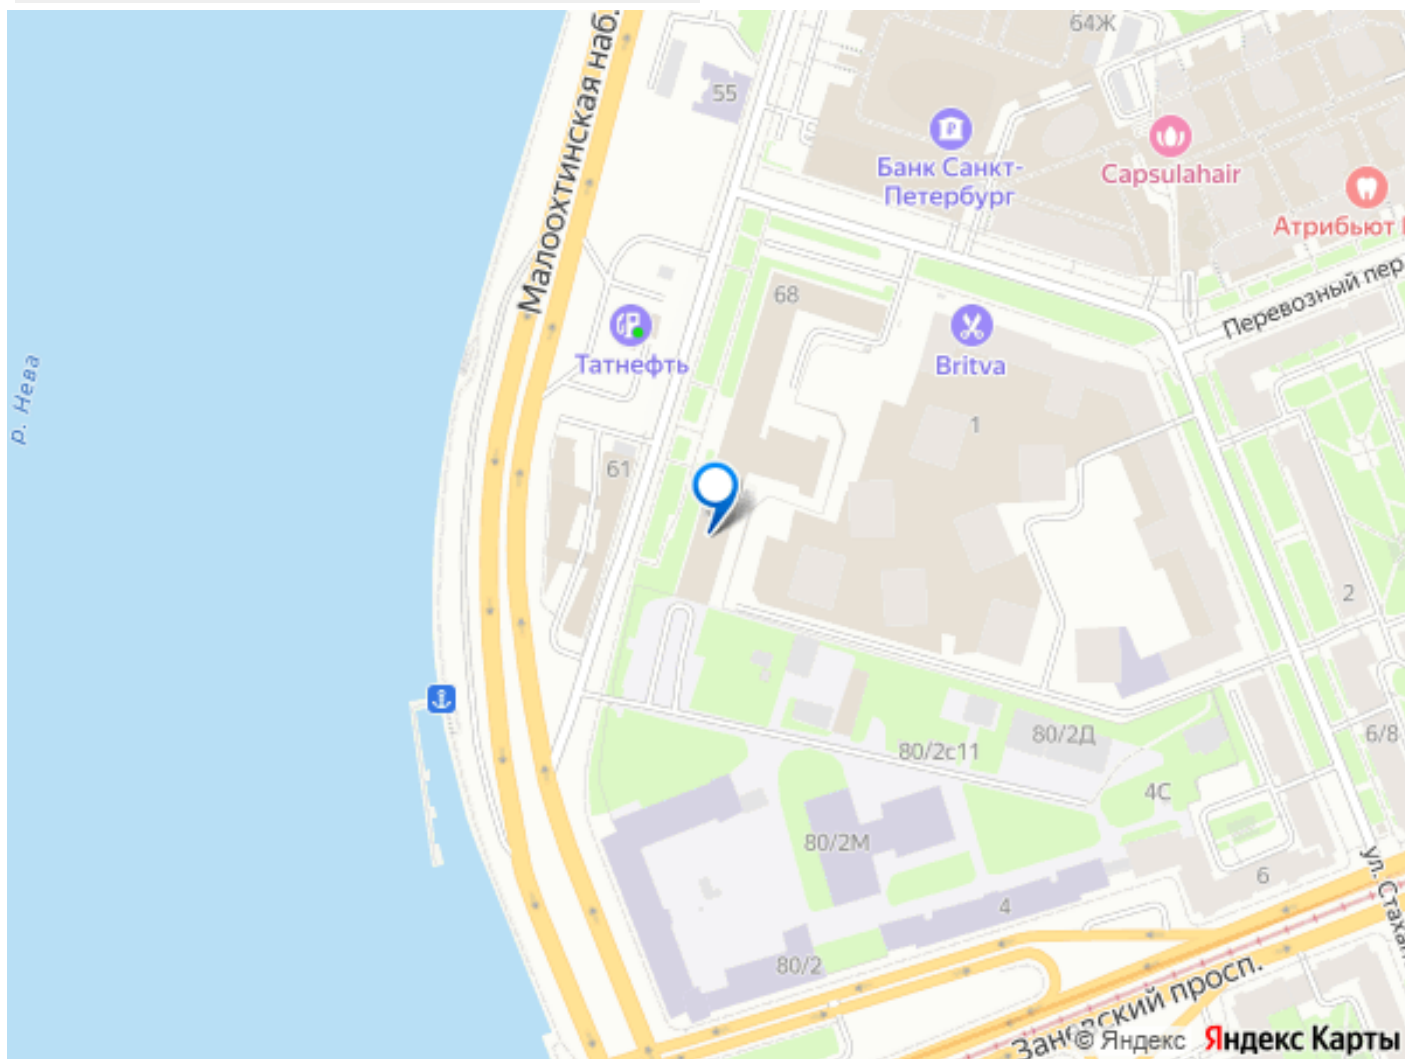 64Ж
Малоохтинская наб.
55
Банк Санкт-
Петербург
Capsulahair
Атрибьют
Перевозный пер.
68
Татнефть
Britva
р. Нева
1
61
2
80/2с11
80/2Д
6/8
4С
80/2М
6
4
ул. Стаха
80/2
Заневский просп.
© Яндекс Яндекс Карты